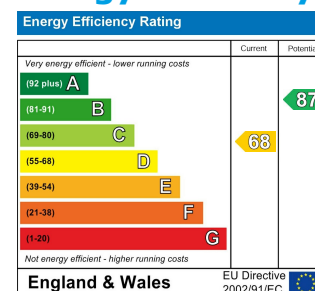 Energy Efficiency Rating
Current
Very energy efficient - lower running costs
(92 plus) A
(81-91) B
87
(69-80) C
68
(55-68) D
(39-54) E
(21-38) F
(1-20) G
Not energy efficient - higher running costs
England & Wales
EU Directive
2002/91/EC